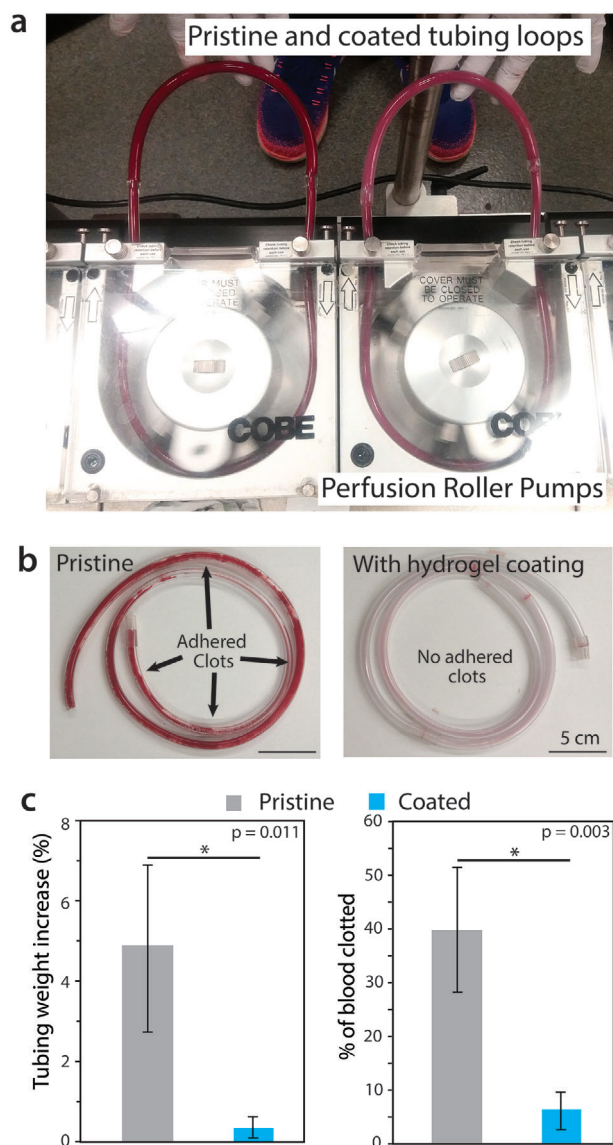 a
Pristine and coated tubing loops
COVER MUST
BE CLOSED
TO OPERATE
COBE
Perfusion Roller Pumps
b
Pristine
Adhered
Clots
With hydrogel coating
No adhered
clots
5 cm
c
Pristine
Coated
Tubing weight increase (%)
8
6
4
2
0
p = 0.011
*
% of blood clotted
60
50
40
30
20
10
5
0
p = 0.003
*